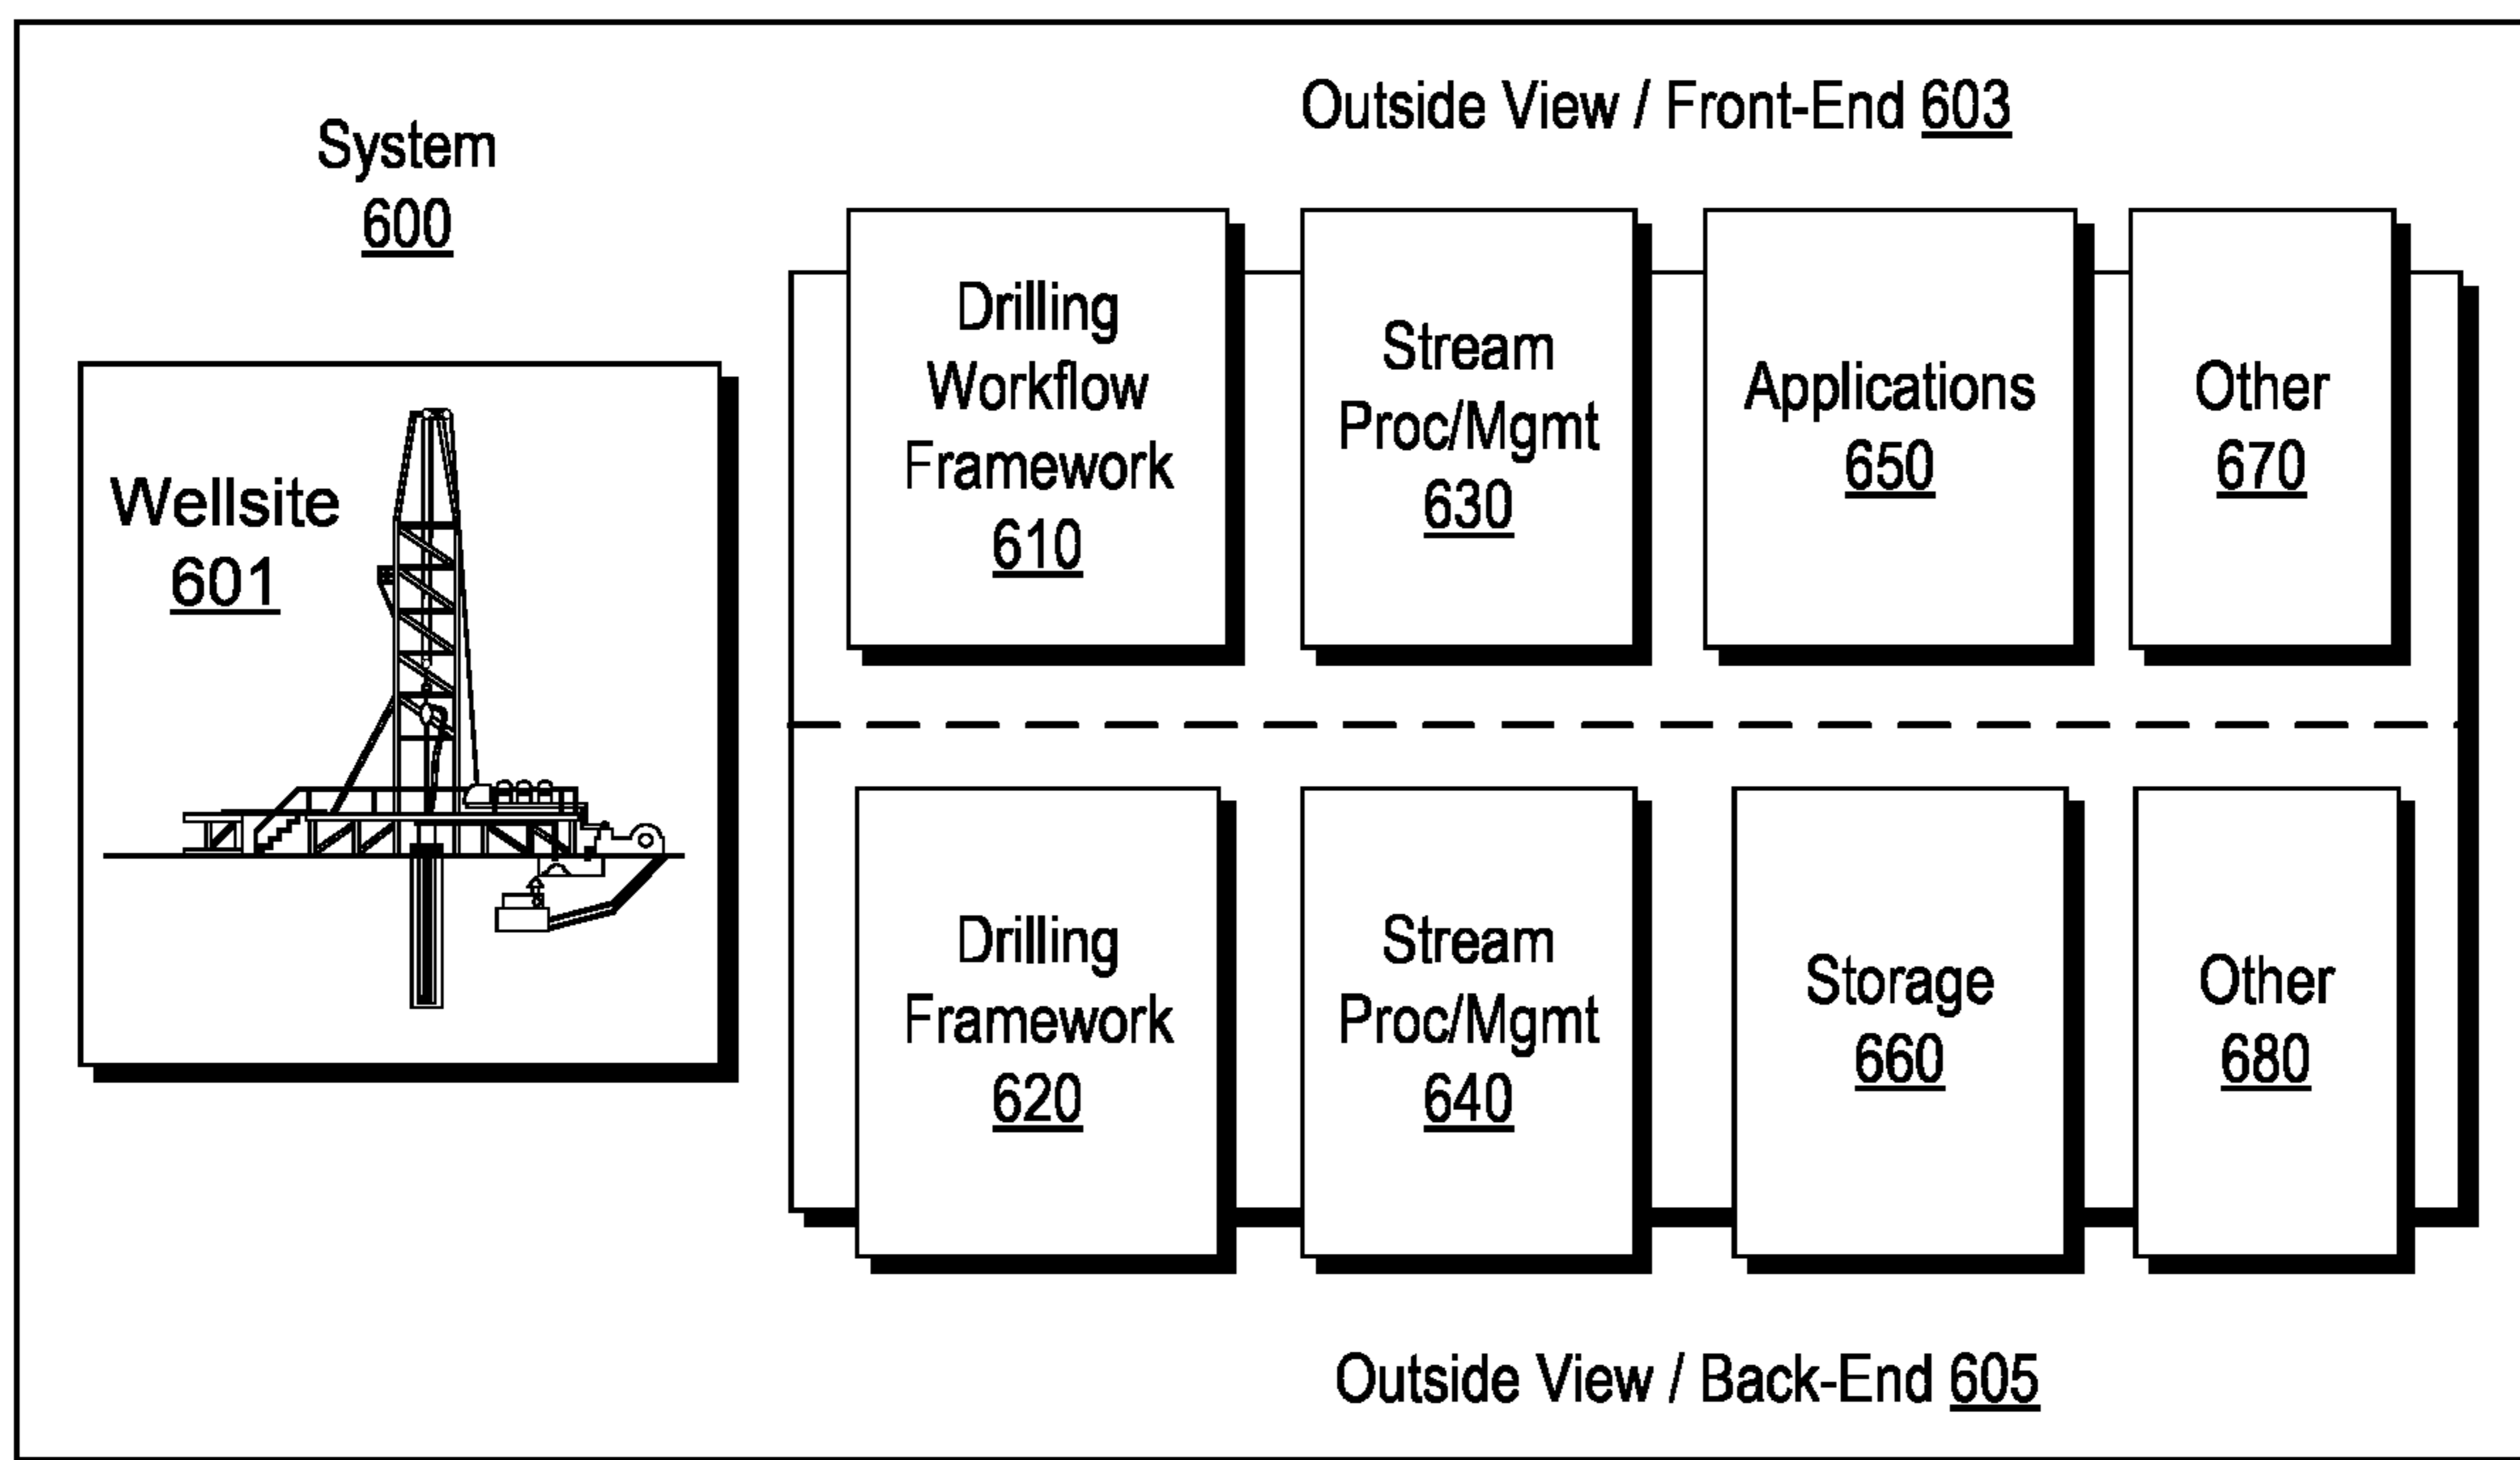 System
600
Wellsite
601
Outside View / Front-End 603
Drilling
Workflow
Framework
610
Stream
Proc/Mgmt
630
Applications
650
Other
670
Drilling
Framework
620
Stream
Proc/Mgmt
640
Storage
660
Other
680
Outside View / Back-End 605